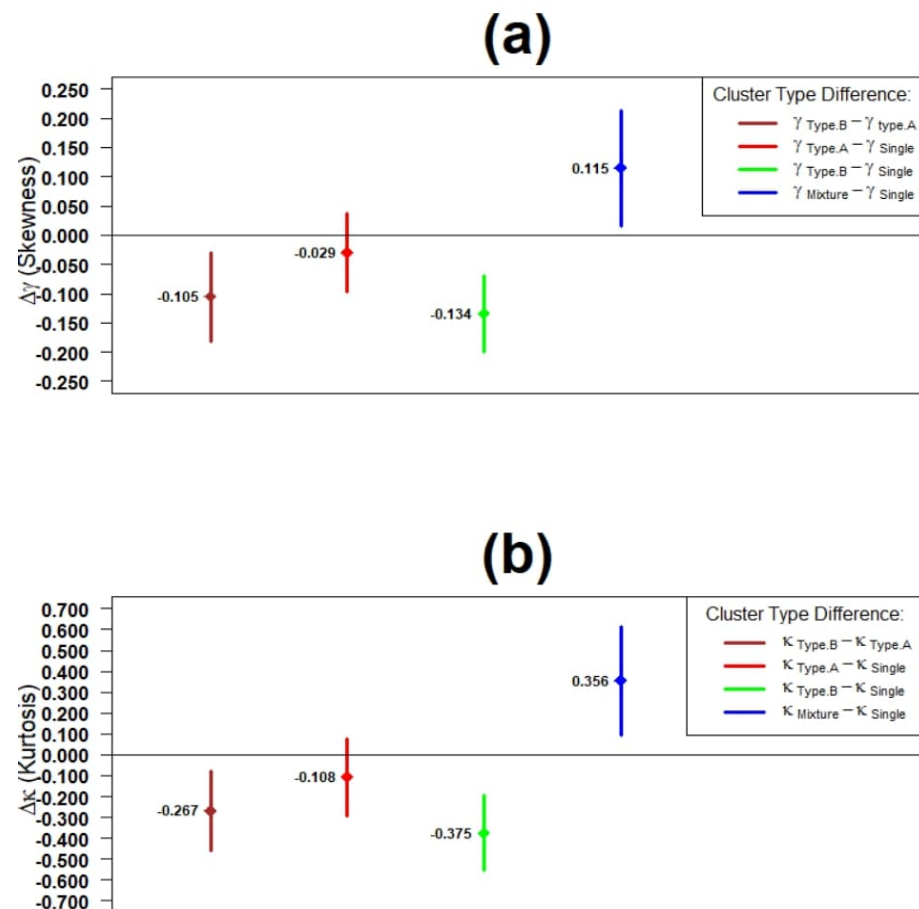 (a)
0.250
0.200
0.150
0.100
0.050
0.000
-0.050
-0.100
-0.150
-0.200
-0.250
Δγ (Skewness)
-0.105
-0.029
-0.134
0.115
Cluster Type Difference:
γ Type.B − γ type.A
γ Type.A − γ Single
γ Type.B − γ Single
γ Mixture − γ Single
(b)
0.700
0.600
0.500
0.400
0.300
0.200
0.100
0.000
-0.100
-0.200
-0.300
-0.400
-0.500
-0.600
-0.700
Δκ (Kurtosis)
-0.267
-0.108
-0.375
0.356
Cluster Type Difference:
κ Type.B − κ Type.A
κ Type.A − κ Single
κ Type.B − κ Single
κ Mixture − κ Single